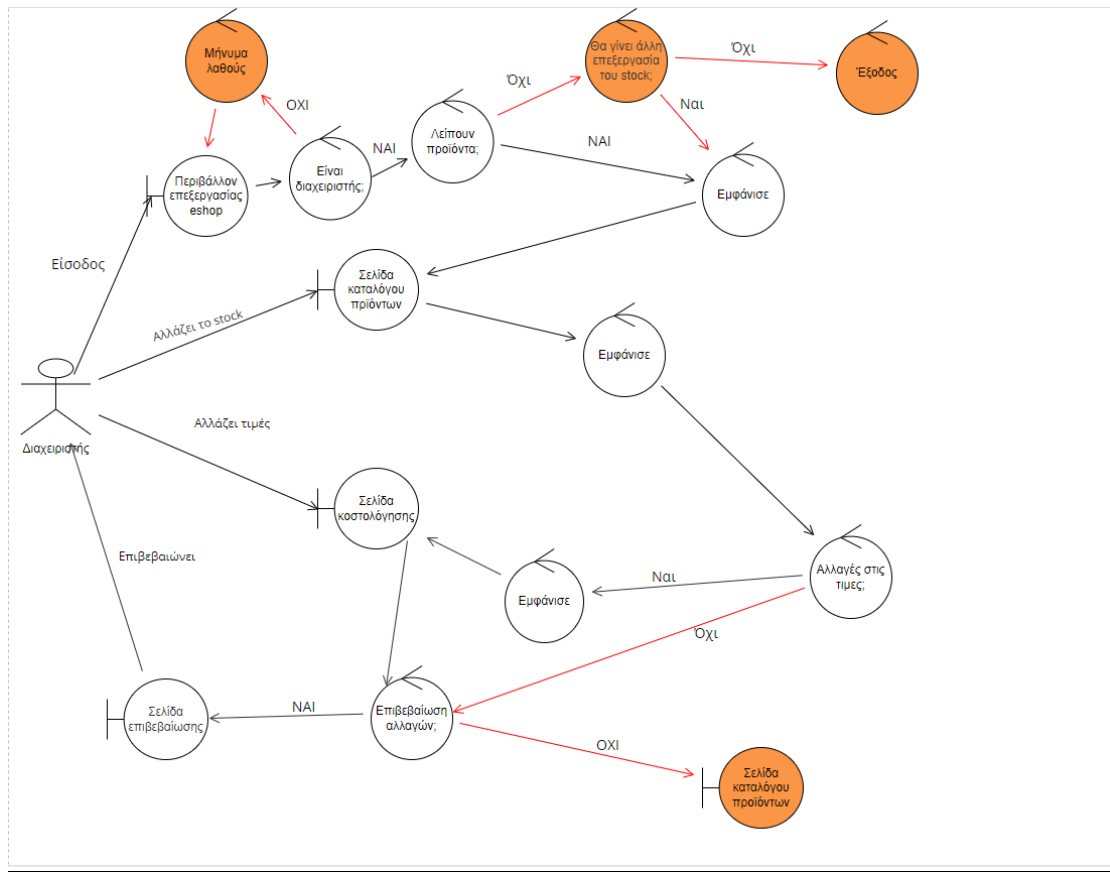 Μήνυμα
λαθούς
Θα γίνει άλλη
επεξεργασία
του stock;
Όχι
Έξοδος
Όχι
Ναι
ΟΧΙ
Λείπουν
προϊόντα;
ΝΑΙ
ΝΑΙ
Είναι
διαχειριστής;
Περιβάλλον
επεξεργασίας
eshop
Εμφάνισε
Είσοδος
Σελίδα
καταλόγου
πρϊόντων
Αλλάζει το stock
Εμφάνισε
Διαχειριστής
Αλλάζει τιμές
Σελίδα
κοστολόγησης
Επιβεβαιώνει
Εμφάνισε
Ναι
Αλλαγές στις
τιμες;
Όχι
Σελίδα
επιβεβαίωσης
ΝΑΙ
Επιβεβαίωση
αλλαγών;
ΟΧΙ
Σελίδα
καταλόγου
προϊόντων